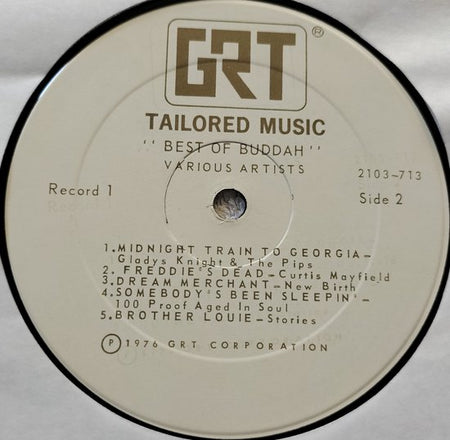 GRT®
TAILORED MUSIC
"BEST OF BUDDAH"
VARIOUS ARTISTS
2103-713
Record 1
Side 2
1.MIDNIGHT TRAIN TO GEORGIA—
Gladys Knight & The Pips
2. FREDDIE'S DEAD—Curtis Mayfield
3.DREAM MERCHANT—New Birth
4.SOMEBODY'S BEEN SLEEPIN'—
100 Proof Aged In Soul
5.BROTHER LOUIE—Stories
Ⓟ1976 GRT CORPORATION